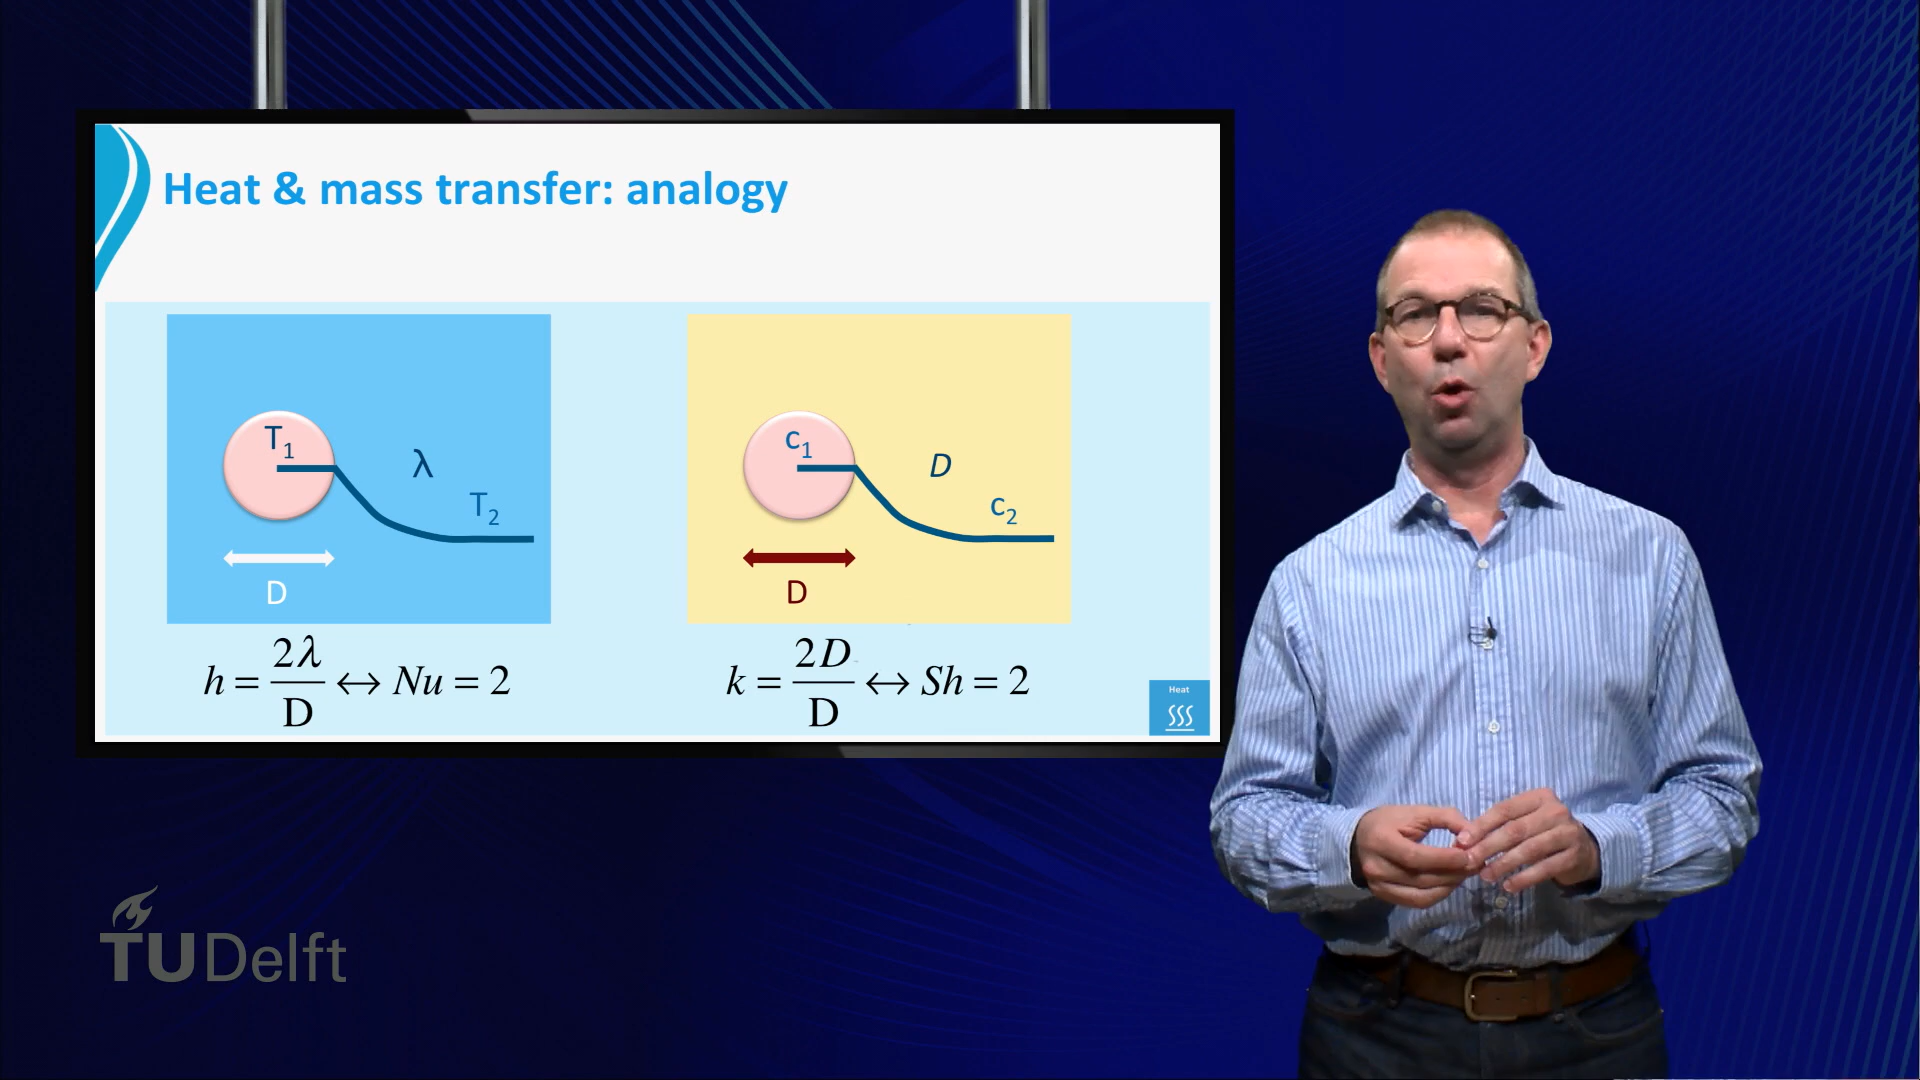 Heat & mass transfer: analogy
T₁
λ
T₂
D
h = 2λ/D ↔ Nu = 2
c₁
D
c₂
D
k = 2D/D ↔ Sh = 2
Heat
TUDelft